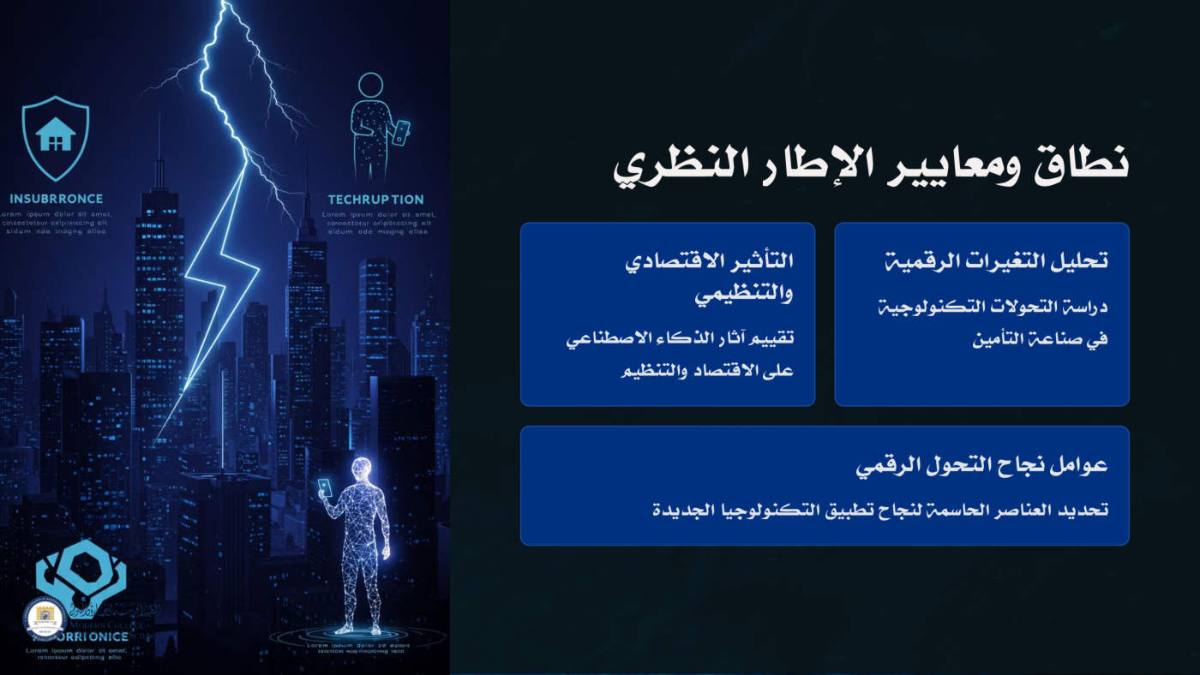 نطاق ومعايير الإطار النظري
تحليل التغيرات الرقمية
دراسة التحولات التكنولوجية
في صناعة التأمين
التأثير الاقتصادي
والتنظيمي
تقييم آثار الذكاء الاصطناعي
على الاقتصاد والتنظيم
عوامل نجاح التحول الرقمي
تحديد العناصر الحاسمة لنجاح تطبيق التكنولوجيا الجديدة
INSUBRRONCE
TECHRUPTION